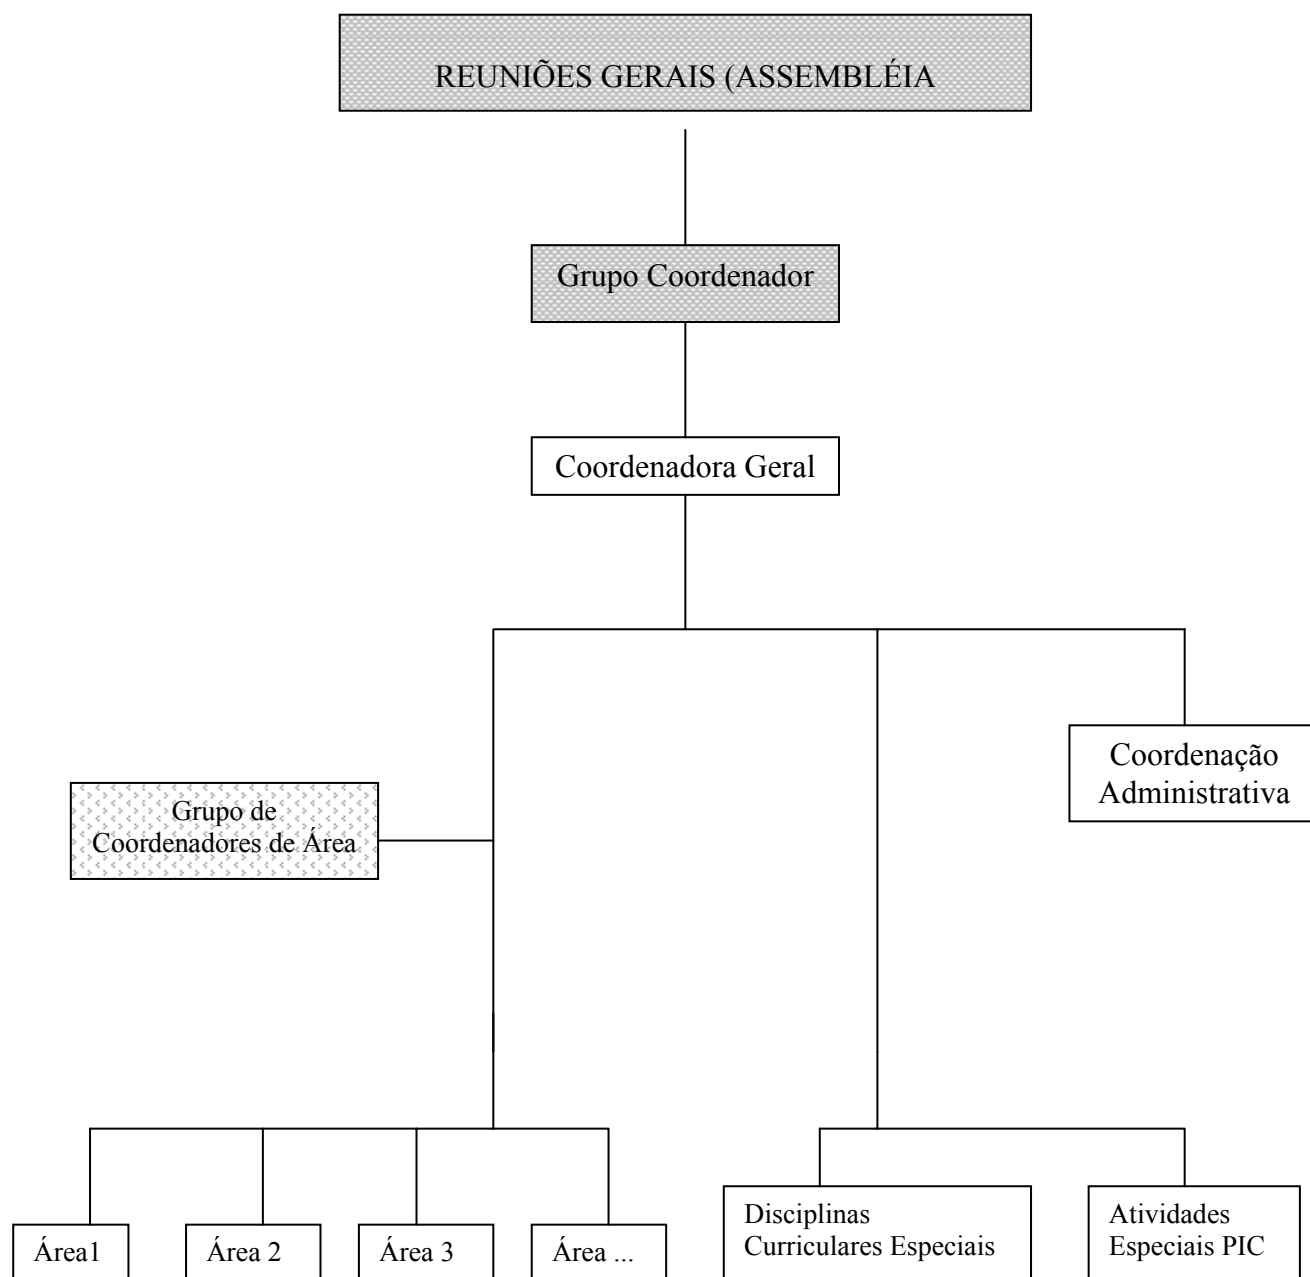 REUNIÕES GERAIS (ASSEMBLÉIA
Grupo Coordenador
Coordenadora Geral
Coordenação
Administrativa
Grupo de
Coordenadores de Área
Área1
Área 2
Área 3
Área ...
Disciplinas
Curriculares Especiais
Atividades
Especiais PIC